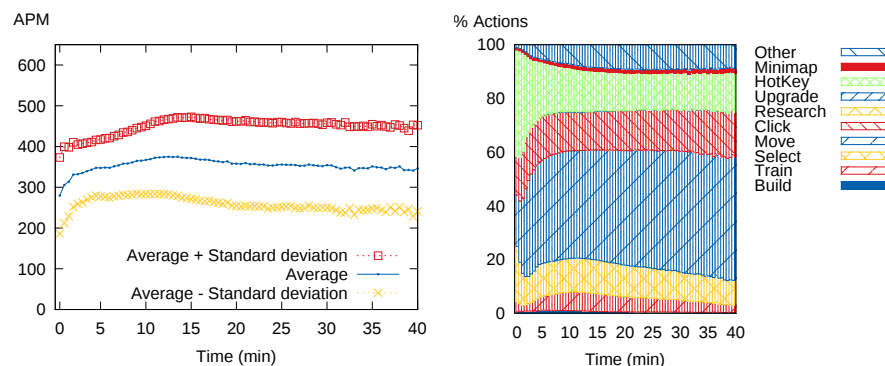 APM
600
500
400
300
200
100
0
Average + Standard deviation
Average
Average - Standard deviation
0 5 10 15 20 25 30 35 40
Time (min)
% Actions
100
80
60
40
20
0
0 5 10 15 20 25 30 35 40
Time (min)
Other
Minimap
HotKey
Upgrade
Research
Click
Move
Select
Train
Build